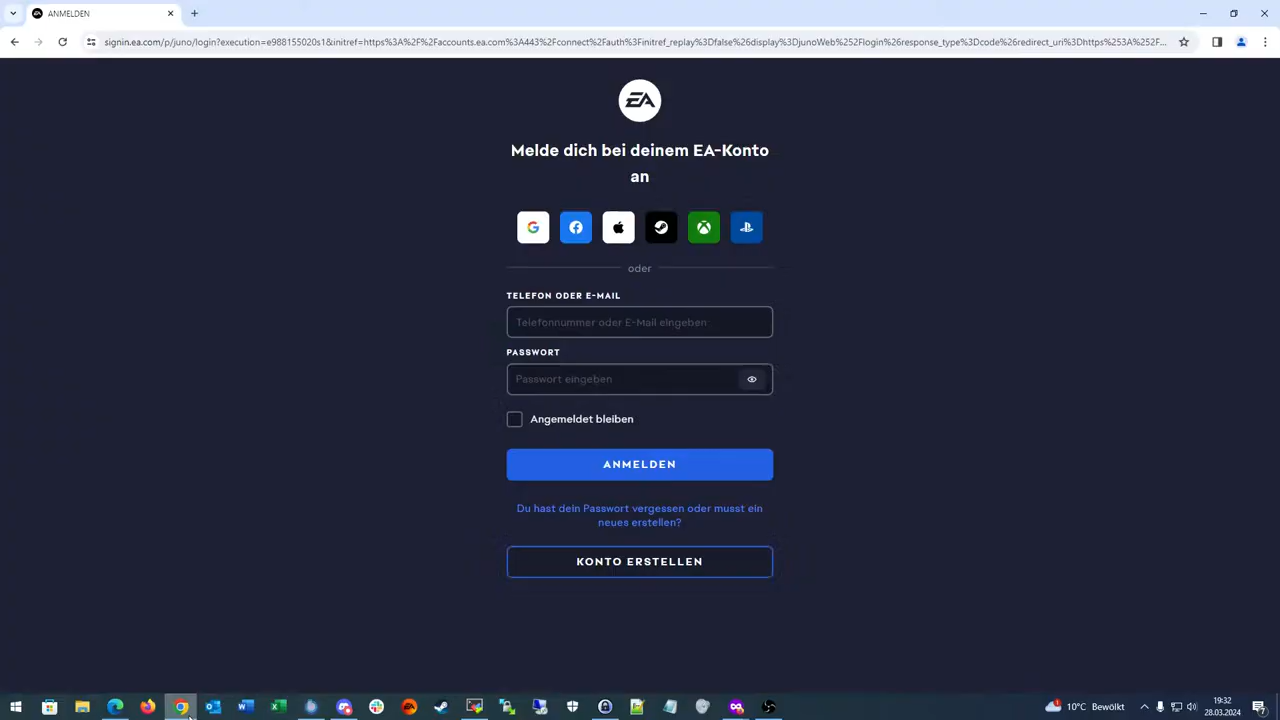 ANMELDEN
signin.ea.com/p/juno/login?execution=e988155020s1&initref=https%3A%2F%2Faccounts.ea.com%3A443%2Fconnect%2Fauth%3Finitref_replay%3Dfalse%26display%3DjunoWeb%252Flogin%26response_type%3Dcode%26redirect_uri%3Dhttps%253A%252F...
EA
Melde dich bei deinem EA-Konto
an
oder
TELEFON ODER E-MAIL
Telefonnummer oder E-Mail eingeben
PASSWORT
Passwort eingeben
Angemeldet bleiben
ANMELDEN
Du hast dein Passwort vergessen oder musst ein
neues erstellen?
KONTO ERSTELLEN
10°C Bewölkt
19:32
28.03.2024